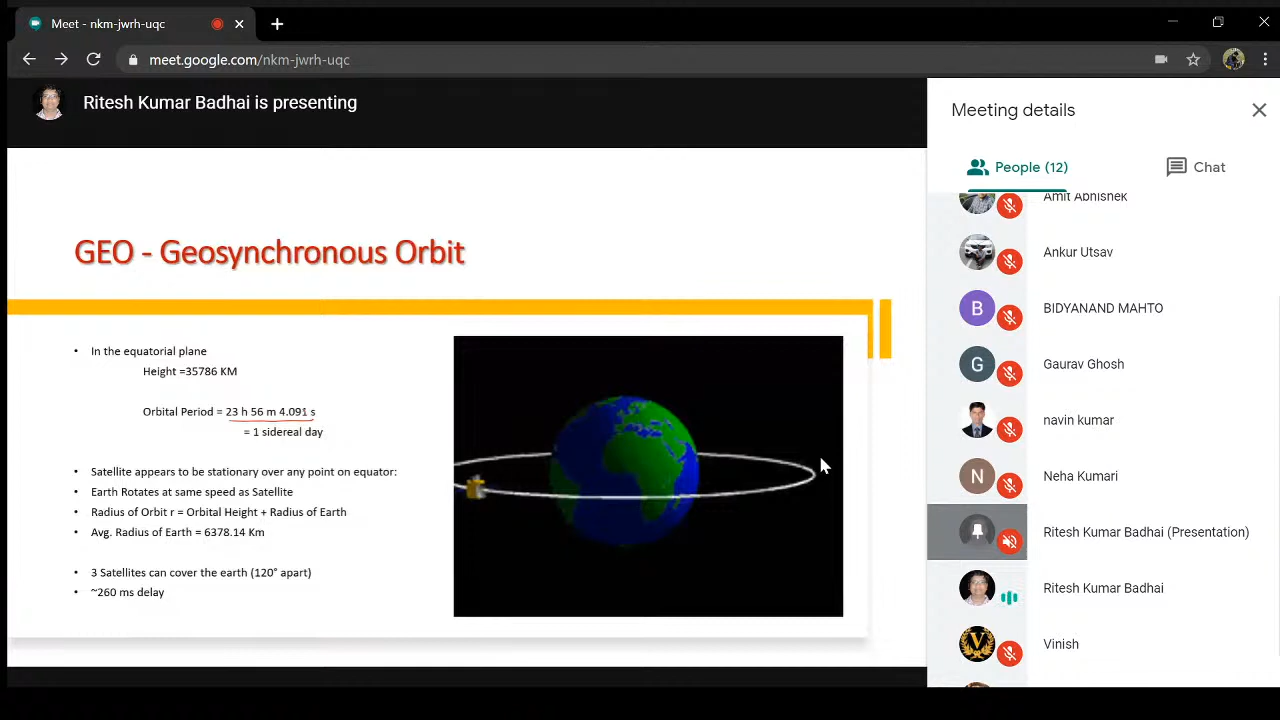 Meet - nkm-jwrh-uqc
meet.google.com/nkm-jwrh-uqc
Ritesh Kumar Badhai is presenting
GEO - Geosynchronous Orbit
• In the equatorial plane
Height =35786 KM
Orbital Period = 23 h 56 m 4.091 s
= 1 sidereal day
• Satellite appears to be stationary over any point on equator:
• Earth Rotates at same speed as Satellite
• Radius of Orbit r = Orbital Height + Radius of Earth
• Avg. Radius of Earth = 6378.14 Km
• 3 Satellites can cover the earth (120° apart)
• ~260 ms delay
Meeting details
People (12)
Chat
Amit Abhishek
Ankur Utsav
B
BIDYANAND MAHTO
G
Gaurav Ghosh
navin kumar
N
Neha Kumari
Ritesh Kumar Badhai (Presentation)
Ritesh Kumar Badhai
V
Vinish